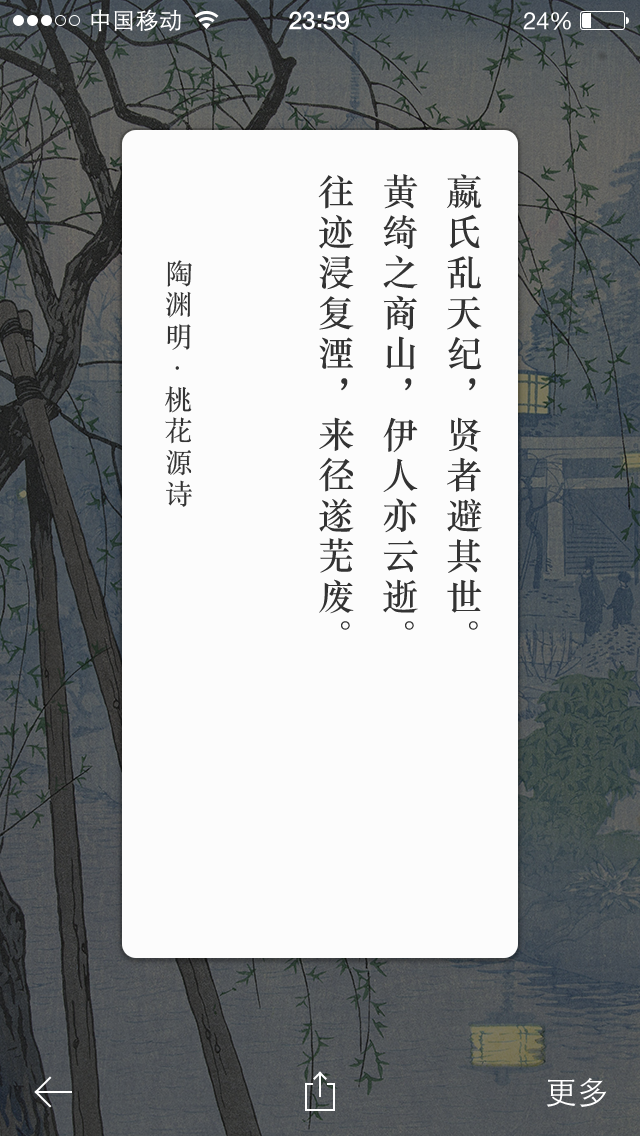 中国移动 23:59 24%
嬴氏乱天纪，贤者避其世。
黄绮之商山，伊人亦云逝。
往迹浸复湮，来径遂芜废。
陶渊明·桃花源诗
更多